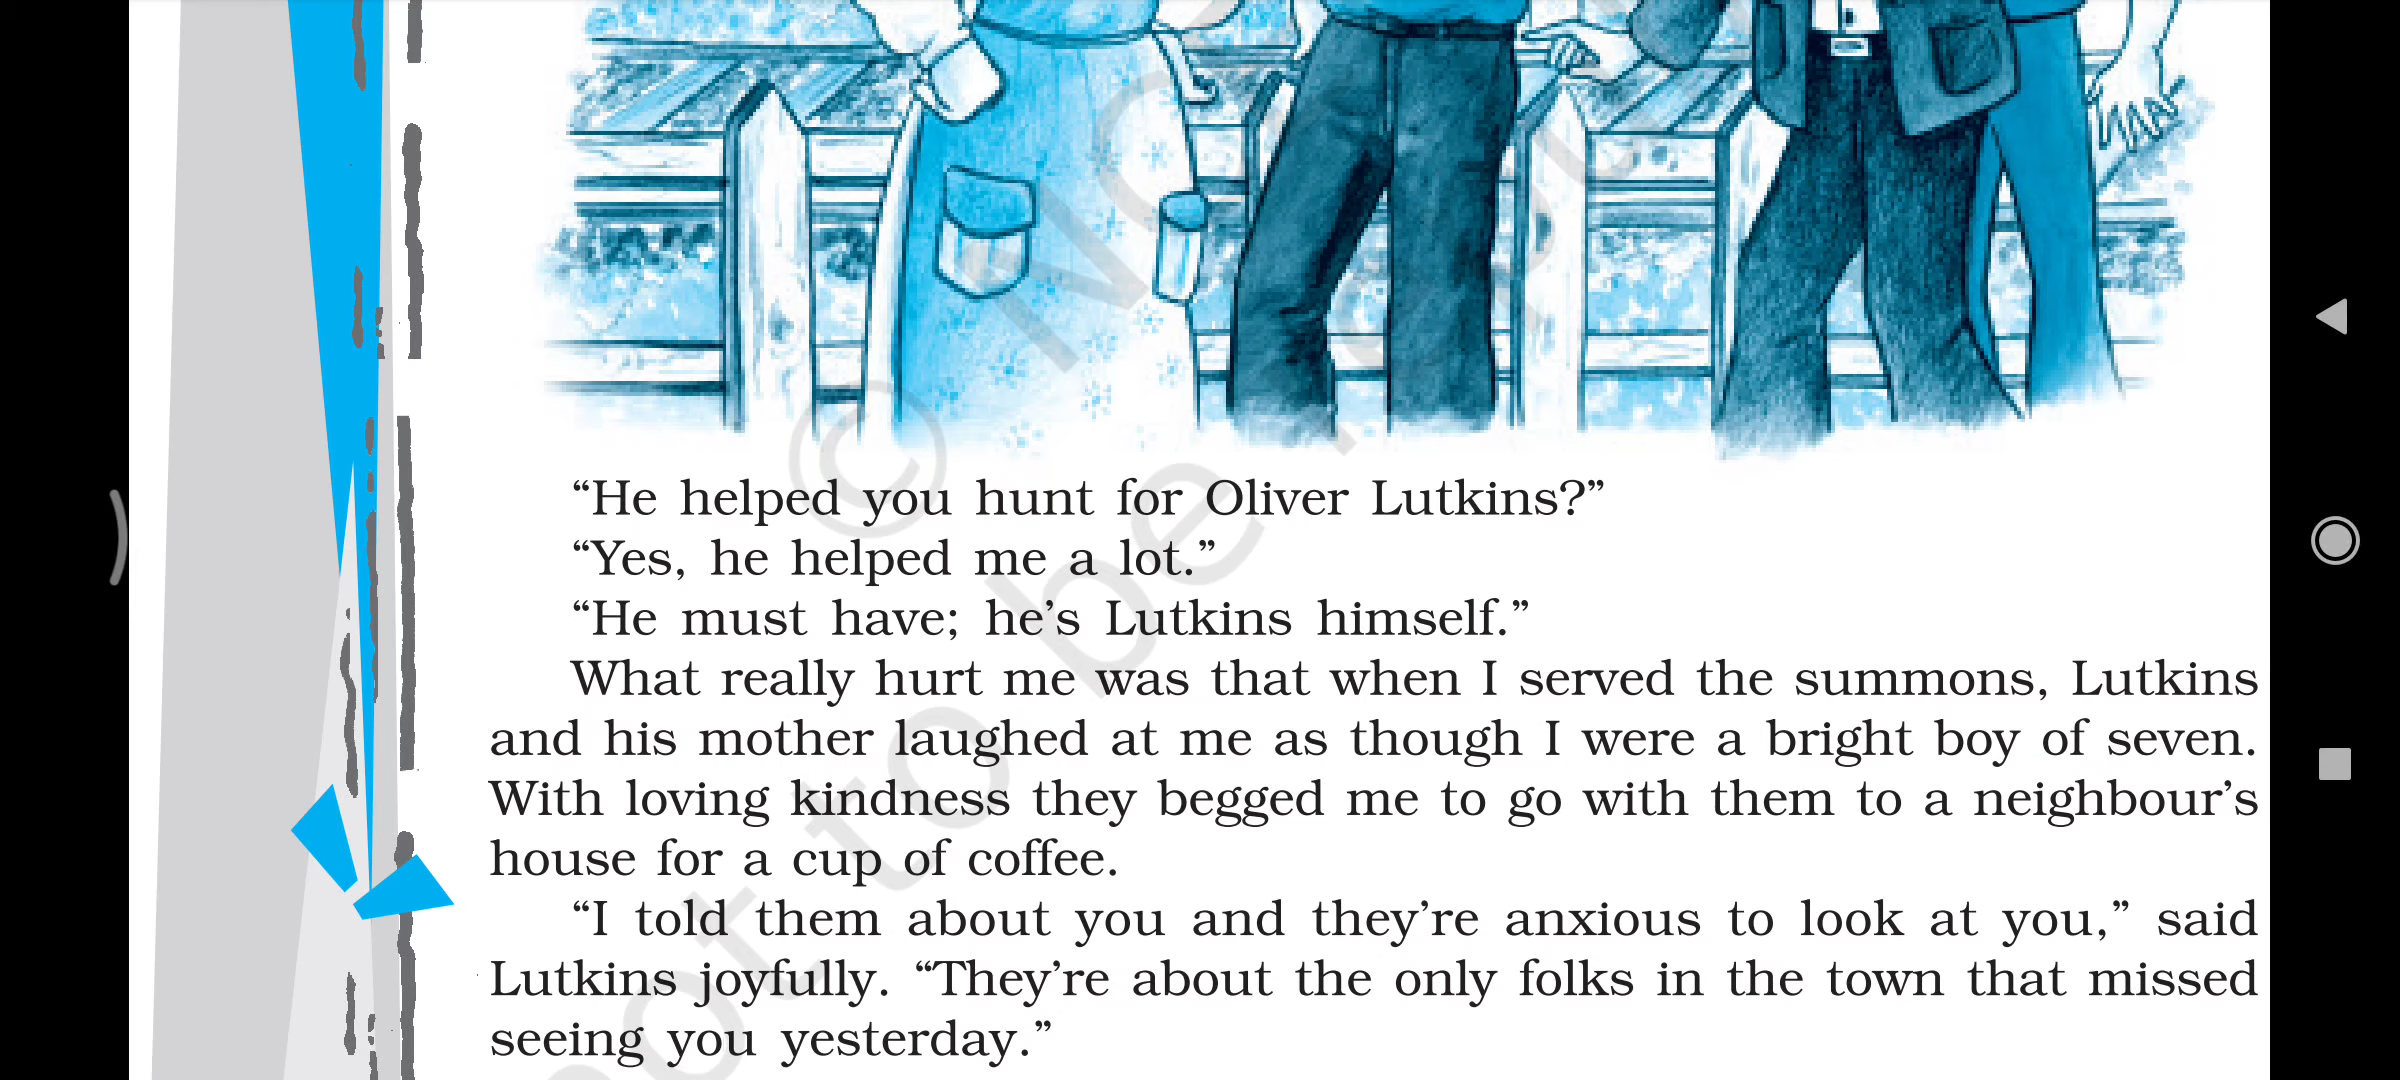 “He helped you hunt for Oliver Lutkins?”
“Yes, he helped me a lot.”
“He must have; he’s Lutkins himself.”
What really hurt me was that when I served the summons, Lutkins
and his mother laughed at me as though I were a bright boy of seven.
With loving kindness they begged me to go with them to a neighbour’s
house for a cup of coffee.
“I told them about you and they’re anxious to look at you,” said
Lutkins joyfully. “They’re about the only folks in the town that missed
seeing you yesterday.”
© 
not to be